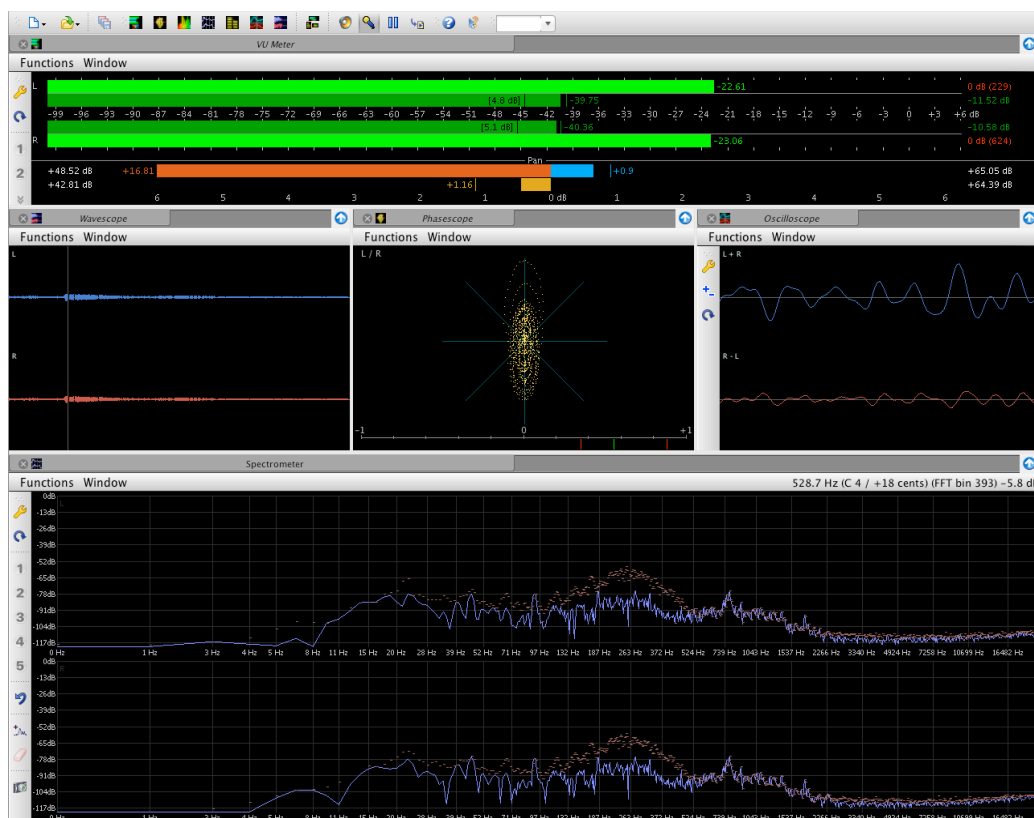 VU Meter
Functions Window
L -22.61 0 dB (229)
[4.8 dB] -39.75 -11.52 dB
-99 -96 -93 -90 -87 -84 -81 -78 -75 -72 -69 -66 -63 -60 -57 -54 -51 -48 -45 -42 -39 -36 -33 -30 -27 -24 -21 -18 -15 -12 -9 -6 -3 0 +3 +6 dB
[5.1 dB] -40.36 -10.58 dB
R -23.06 0 dB (624)
1
Pan
2 +48.52 dB +16.81 +0.9 +65.05 dB
+42.81 dB +1.16 +64.39 dB
6 5 4 3 2 1 0 dB 1 2 3 4 5 6
Wavescope Phasescope Oscilloscope
Functions Window Functions Window Functions Window
L L / R L + R
R R - L
-1 0 +1
Spectrometer
Functions Window 528.7 Hz (C 4 / +18 cents) (FFT bin 393) -5.8 d
0dB L
-13dB
-26dB
-39dB
1 -52dB
-65dB
2 -78dB
3 -91dB
-104dB
4 -117dB
0 Hz 1 Hz 3 Hz 4 Hz 5 Hz 8 Hz 11 Hz 15 Hz 20 Hz 28 Hz 39 Hz 52 Hz 71 Hz 97 Hz 132 Hz 187 Hz 263 Hz 372 Hz 524 Hz 739 Hz 1043 Hz 1537 Hz 2266 Hz 3340 Hz 4924 Hz 7258 Hz 10699 Hz 16482 Hz
5 0dB R
-13dB
-26dB
-39dB
-52dB
-65dB
-78dB
-91dB
-104dB
-117dB